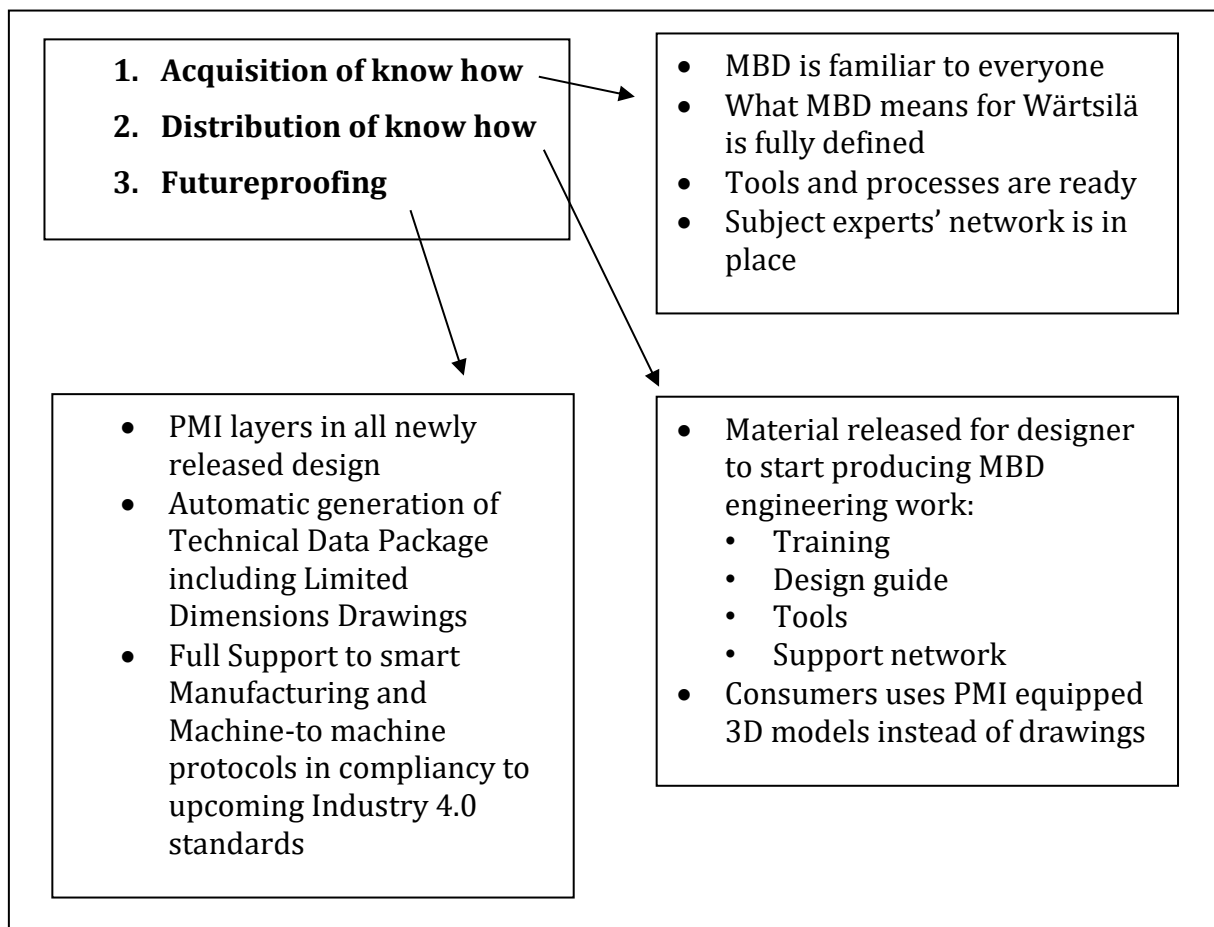 1. Acquisition of know how
2. Distribution of know how
3. Futureproofing
• MBD is familiar to everyone
• What MBD means for Wärtsilä
is fully defined
• Tools and processes are ready
• Subject experts’ network is in
place
• PMI layers in all newly
released design
• Automatic generation of
Technical Data Package
including Limited
Dimensions Drawings
• Full Support to smart
Manufacturing and
Machine-to machine
protocols in compliancy to
upcoming Industry 4.0
standards
• Material released for designer
to start producing MBD
engineering work:
• Training
• Design guide
• Tools
• Support network
• Consumers uses PMI equipped
3D models instead of drawings